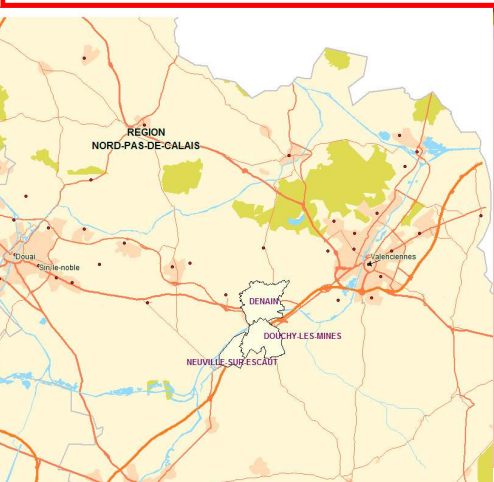 REGION
NORD-PAS-DE-CALAIS
Valenciennes
Douai
Sin-le-noble
DENAIN
DOUCHY-LES-MINES
NEUVILLE-SUR-ESCAUT